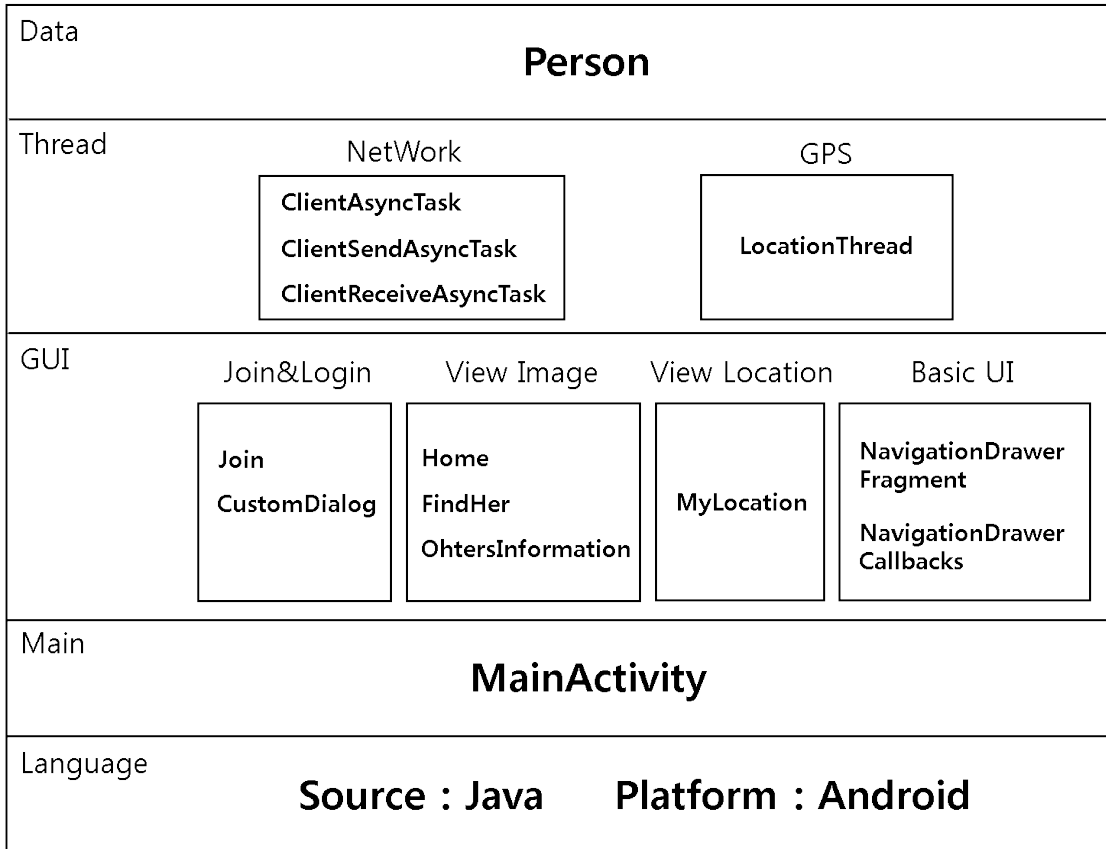 Data
Person
Thread
NetWork
GPS
ClientAsyncTask
ClientSendAsyncTask
ClientReceiveAsyncTask
LocationThread
GUI
Join&Login
View Image
View Location
Basic UI
Join
CustomDialog
Home
FindHer
OhtersInformation
MyLocation
NavigationDrawer
Fragment
NavigationDrawer
Callbacks
Main
MainActivity
Language
Source : Java
Platform : Android